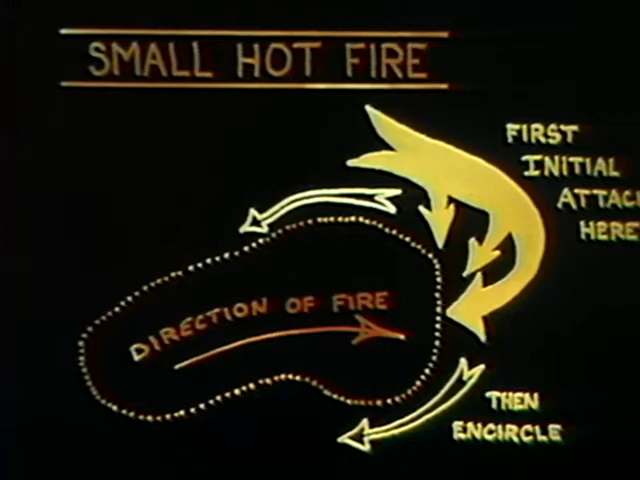 SMALL HOT FIRE
FIRST
INITIAL
ATTAC
HERE
DIRECTION OF FIRE
THEN
ENCIRCLE